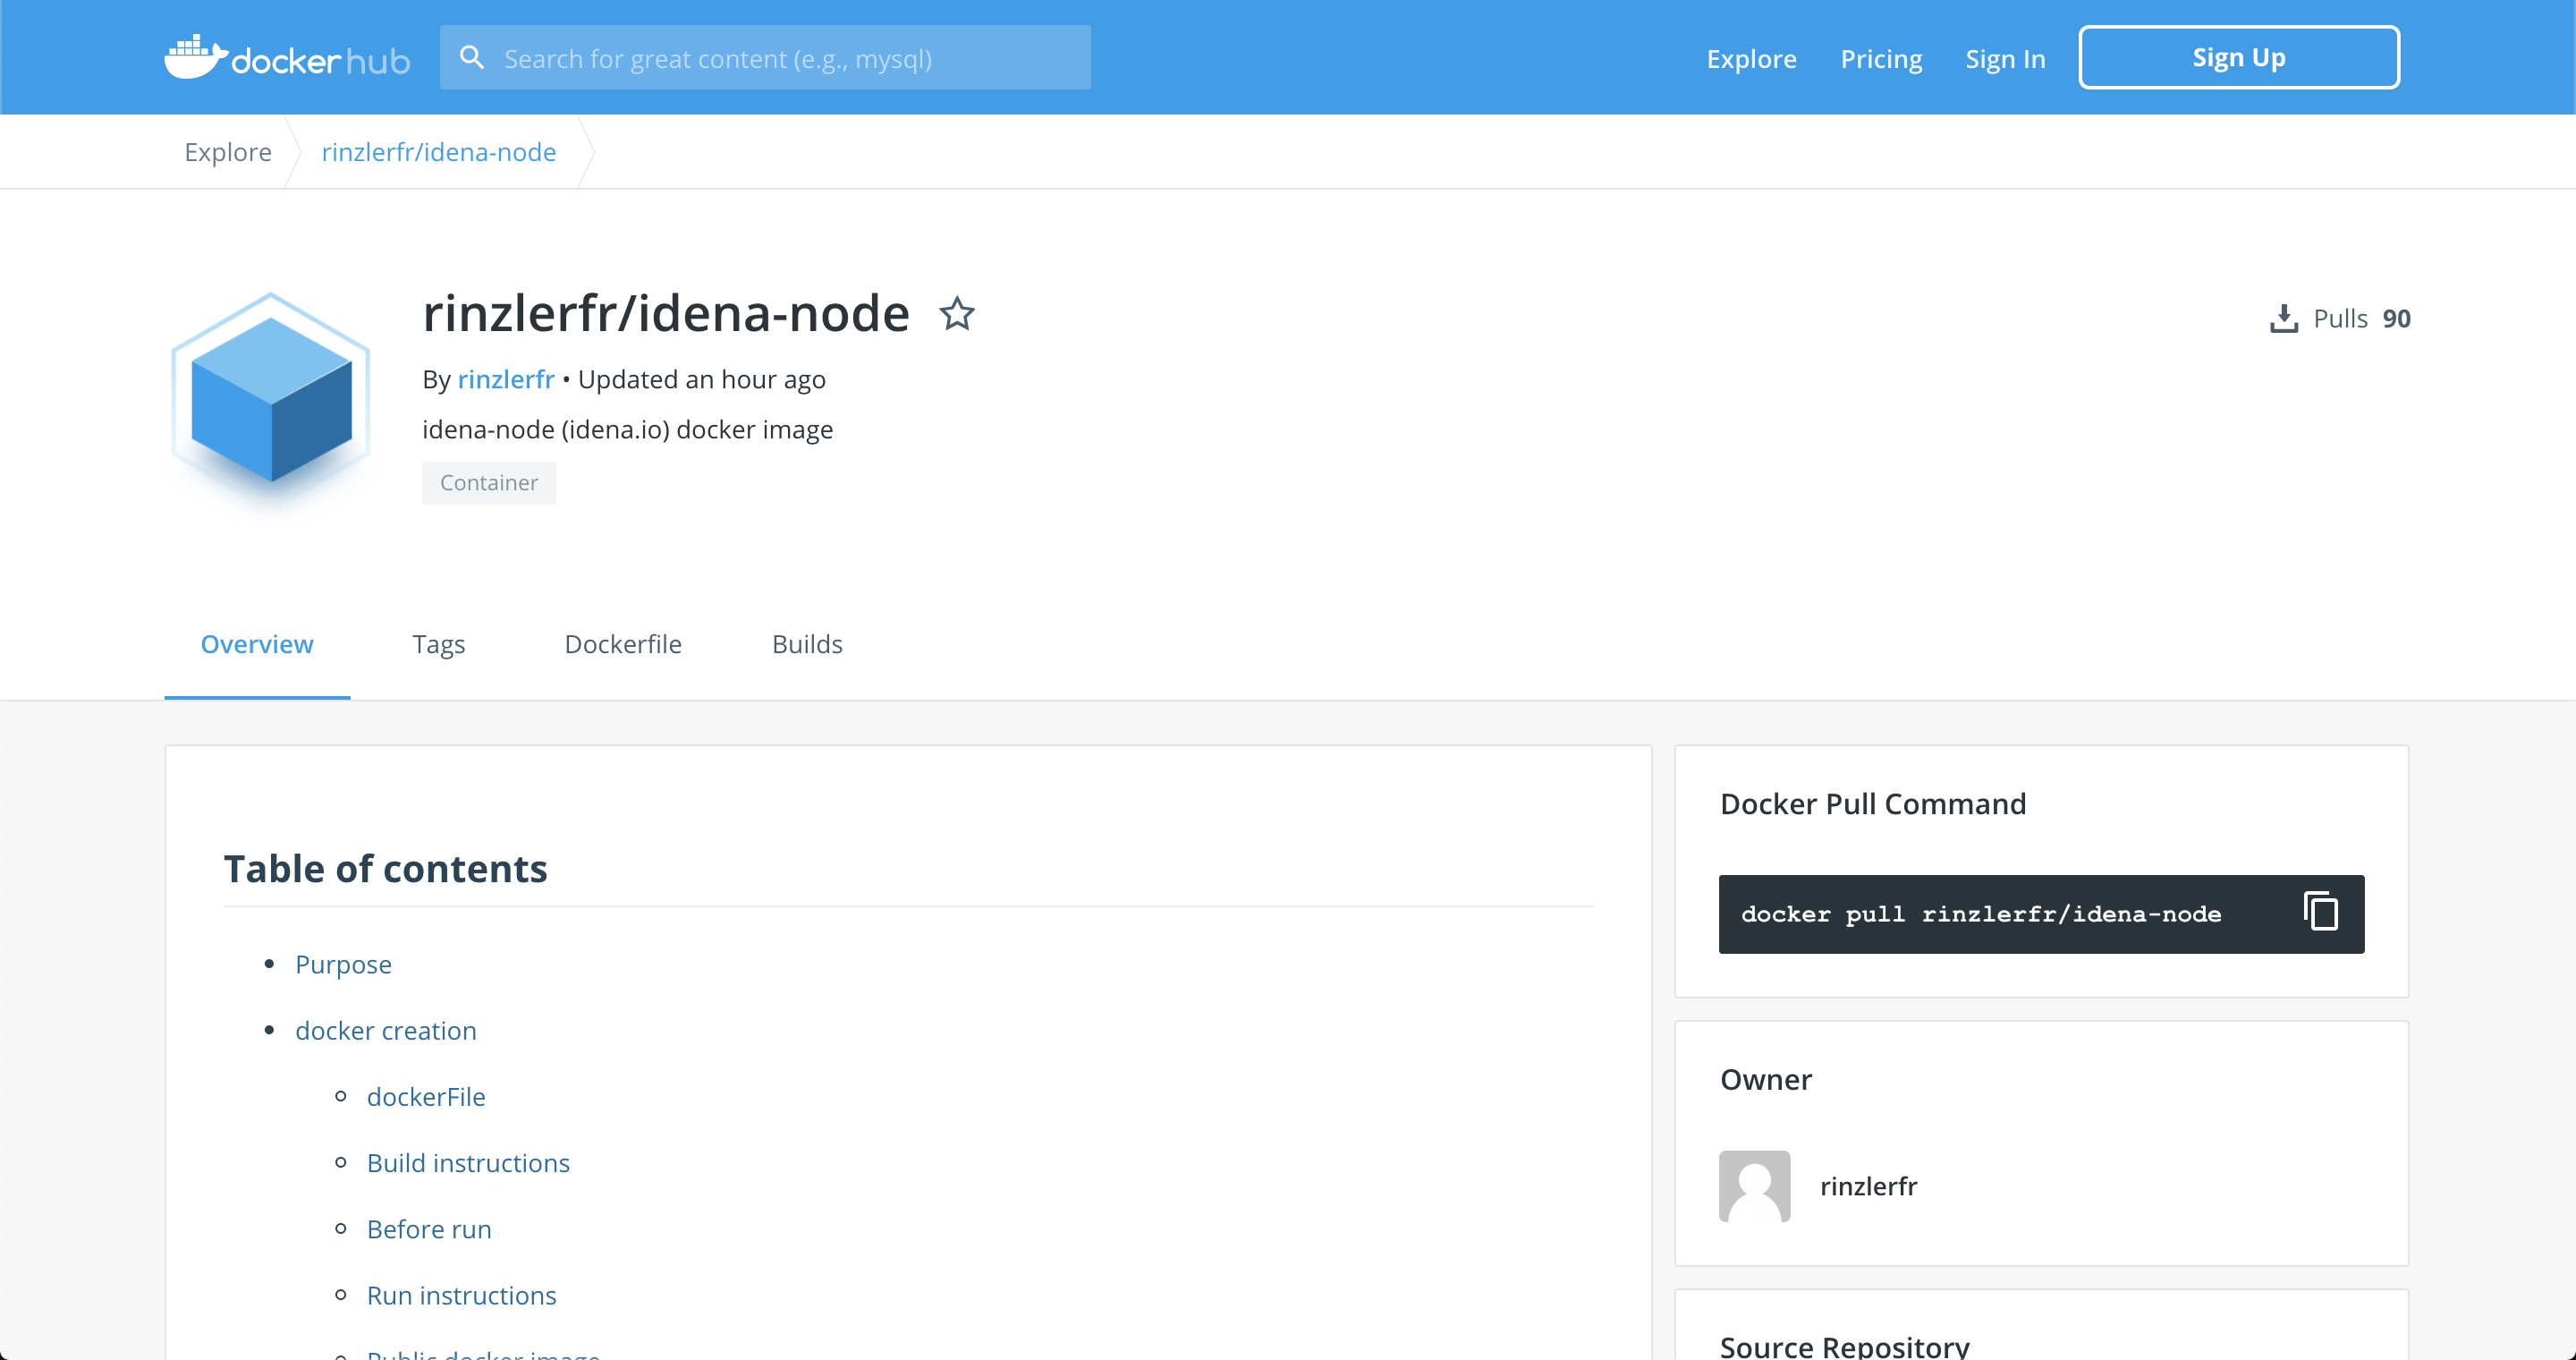 docker hub
Search for great content (e.g., mysql)
Explore
Pricing
Sign In
Sign Up
Explore
rinzlerfr/idena-node
rinzlerfr/idena-node
Pulls 90
By rinzlerfr • Updated an hour ago
idena-node (idena.io) docker image
Container
Overview
Tags
Dockerfile
Builds
Table of contents
Purpose
docker creation
dockerFile
Build instructions
Before run
Run instructions
Public docker image
Docker Pull Command
docker pull rinzlerfr/idena-node
Owner
rinzlerfr
Source Repository